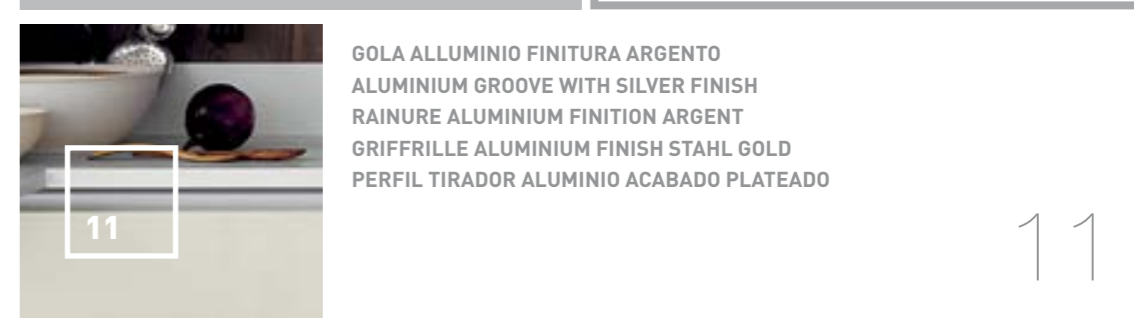 GOLA ALLUMINIO FINITURA ARGENTO
ALUMINIUM GROOVE WITH SILVER FINISH
RAINURE ALUMINIUM FINITION ARGENT
GRIFFRILLE ALUMINIUM FINISH STAHL GOLD
PERFIL TIRADOR ALUMINIO ACABADO PLATEADO
11
11